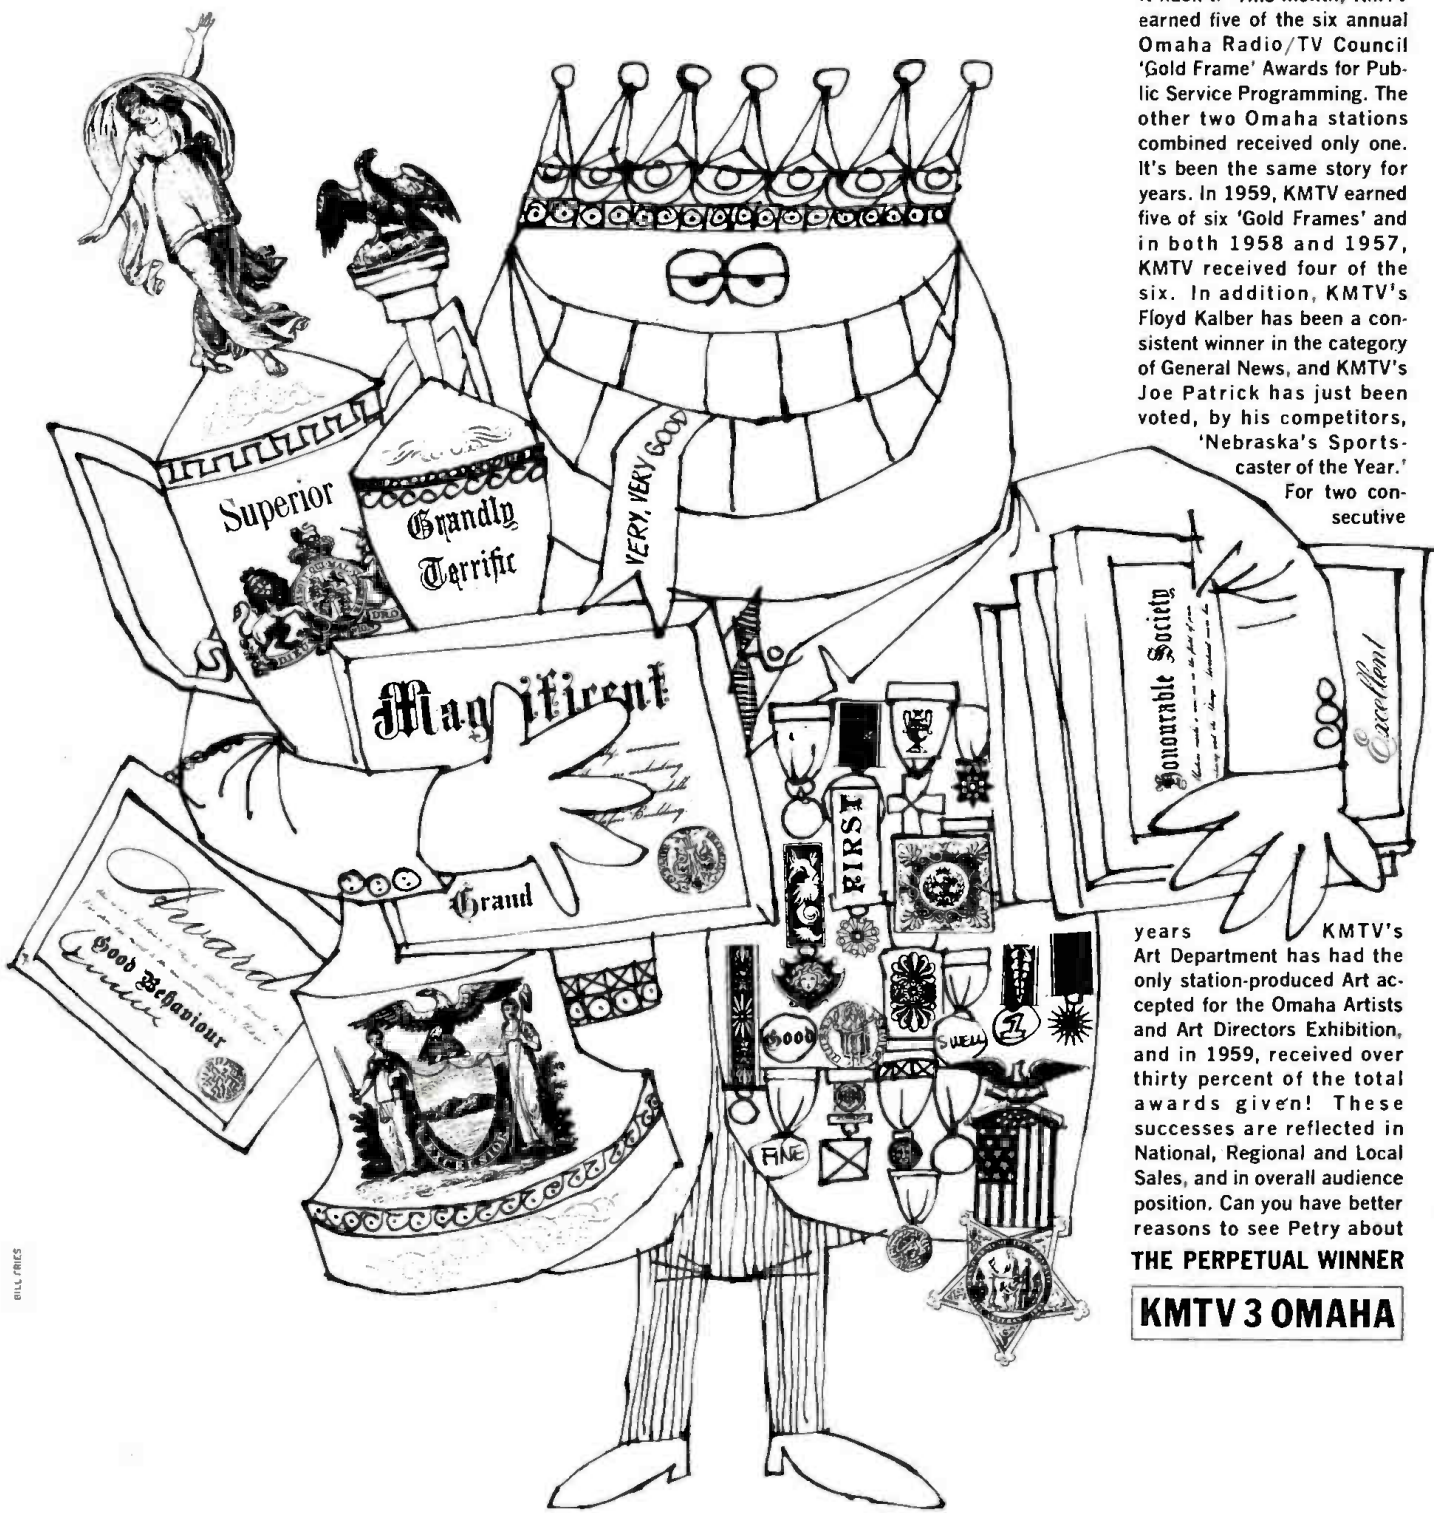 earned five of the six annual
Omaha Radio/TV Council
'Gold Frame' Awards for Pub-
lic Service Programming. The
other two Omaha stations
combined received only one.
It's been the same story for
years. In 1959, KMTV earned
five of six 'Gold Frames' and
in both 1958 and 1957,
KMTV received four of the
six. In addition, KMTV's
Floyd Kalber has been a con-
sistent winner in the category
of General News, and KMTV's
Joe Patrick has just been
voted, by his competitors,
'Nebraska's Sports-
caster of the Year.'
For two con-
secutive
years KMTV's
Art Department has had the
only station-produced Art ac-
cepted for the Omaha Artists
and Art Directors Exhibition,
and in 1959, received over
thirty percent of the total
awards given! These
successes are reflected in
National, Regional and Local
Sales, and in overall audience
position. Can you have better
reasons to see Petry about
THE PERPETUAL WINNER
KMTV 3 OMAHA
Superior
Grandly
Terrific
VERY, VERY GOOD
Magnificent
Grand
Award
Good Behaviour
EXCELSIOR
Honourable Society
Excellent
FIRST
Good
SWELL
1
FINE
BILL FRIES